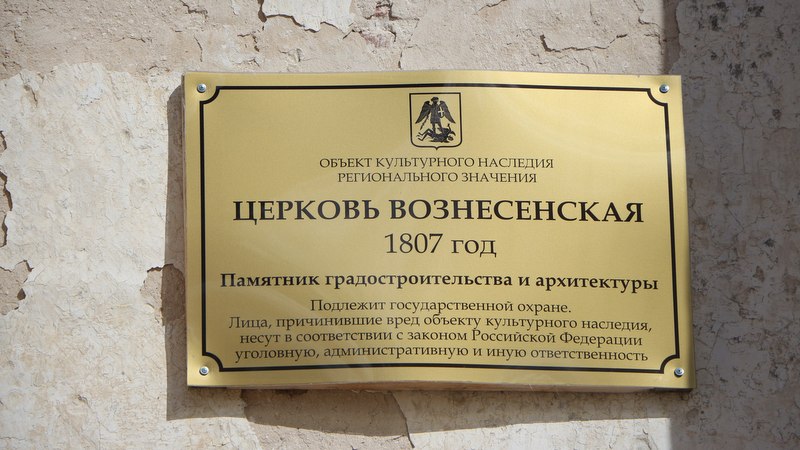 ОБЪЕКТ КУЛЬТУРНОГО НАСЛЕДИЯ
РЕГИОНАЛЬНОГО ЗНАЧЕНИЯ
ЦЕРКОВЬ ВОЗНЕСЕНСКАЯ
1807 год
Памятник градостроительства и архитектуры
Подлежит государственной охране.
Лица, причинившие вред объекту культурного наследия,
несут в соответствии с законом Российской Федерации
уголовную, административную и иную ответственность